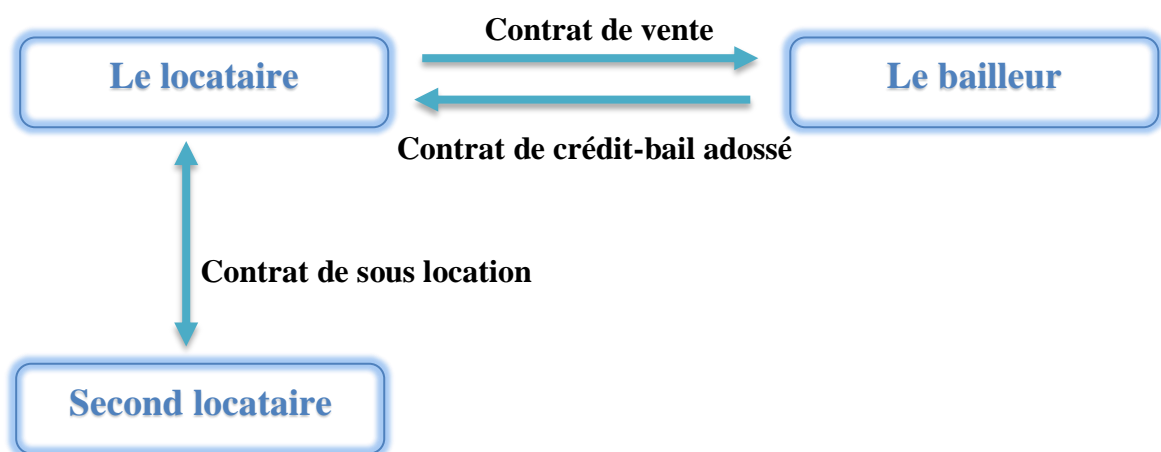 Contrat de vente
Le locataire
Le bailleur
Contrat de crédit-bail adossé
Contrat de sous location
Second locataire